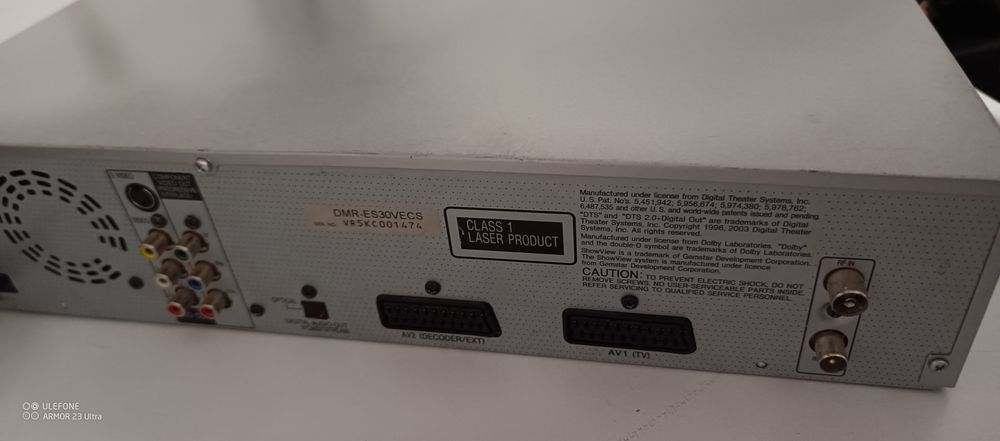 S VIDEO
COMPONENT
VIDEO OUT
VIDEO
DMR-ES30VECS
VR5KC001474
CLASS 1
LASER PRODUCT
Manufactured under license from Digital Theater Systems, Inc.
U.S. Pat. No's. 5,451,942; 5,956,674; 5,974,380; 5,978,762;
6,487,535 and other U.S. and world-wide patents issued and pending.
"DTS" and "DTS 2.0+Digital Out" are trademarks of Digital
Theater Systems, Inc. Copyright 1996, 2003 Digital Theater
Systems, Inc. All rights reserved.
Manufactured under license from Dolby Laboratories. "Dolby"
and the double-D symbol are trademarks of Dolby Laboratories.
ShowView is a trademark of Gemstar Development Corporation.
The ShowView system is manufactured under licence
from Gemstar Development Corporation.
CAUTION: TO PREVENT ELECTRIC SHOCK, DO NOT
REMOVE SCREWS. NO USER-SERVICEABLE PARTS INSIDE.
REFER SERVICING TO QUALIFIED SERVICE PERSONNEL.
RF IN
OPTICAL
DIGITAL AUDIO OUT
AV2 (DECODER/EXT)
AV1 (TV)
ULEFONE
ARMOR 23 Ultra